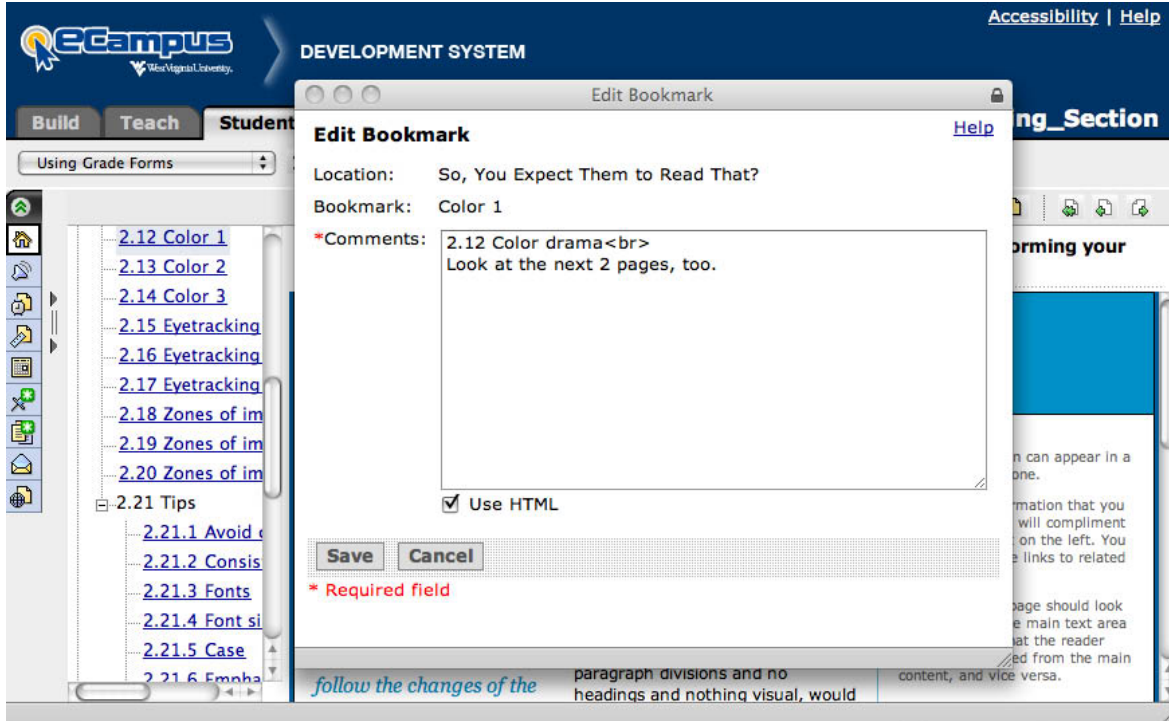 Accessibility | Help
eCampus
West Virginia University.
DEVELOPMENT SYSTEM
Edit Bookmark
Build Teach Student
ng_Section
Edit Bookmark
Help
Using Grade Forms
Location: So, You Expect Them to Read That?
Bookmark: Color 1
*Comments: 2.12 Color drama<br>
Look at the next 2 pages, too.
orming your
2.12 Color 1
2.13 Color 2
2.14 Color 3
2.15 Eyetracking
2.16 Eyetracking
2.17 Eyetracking
2.18 Zones of im
2.19 Zones of im
2.20 Zones of im
2.21 Tips
2.21.1 Avoid
2.21.2 Consis
2.21.3 Fonts
2.21.4 Font si
2.21.5 Case
2.21.6 Empha
Use HTML
Save Cancel
* Required field
n can appear in a
one.
rmation that you
will compliment
on the left. You
e links to related
page should look
e main text area
at the reader
ed from the main
content, and vice versa.
follow the changes of the
paragraph divisions and no
headings and nothing visual, would